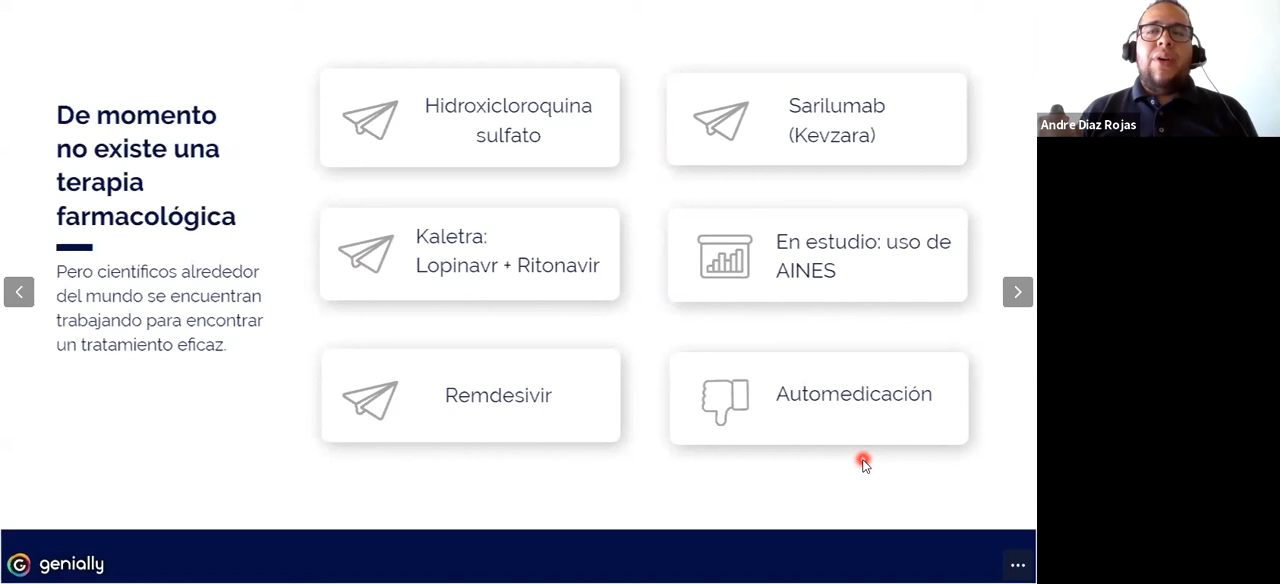 De momento
no existe una
terapia
farmacológica
Pero científicos alrededor
del mundo se encuentran
trabajando para encontrar
un tratamiento eficaz.
Hidroxicloroquina
sulfato
Sarilumab
(Kevzara)
Kaletra:
Lopinavr + Ritonavir
En estudio: uso de
AINES
Remdesivir
Automedicación
Andre Diaz Rojas
genially